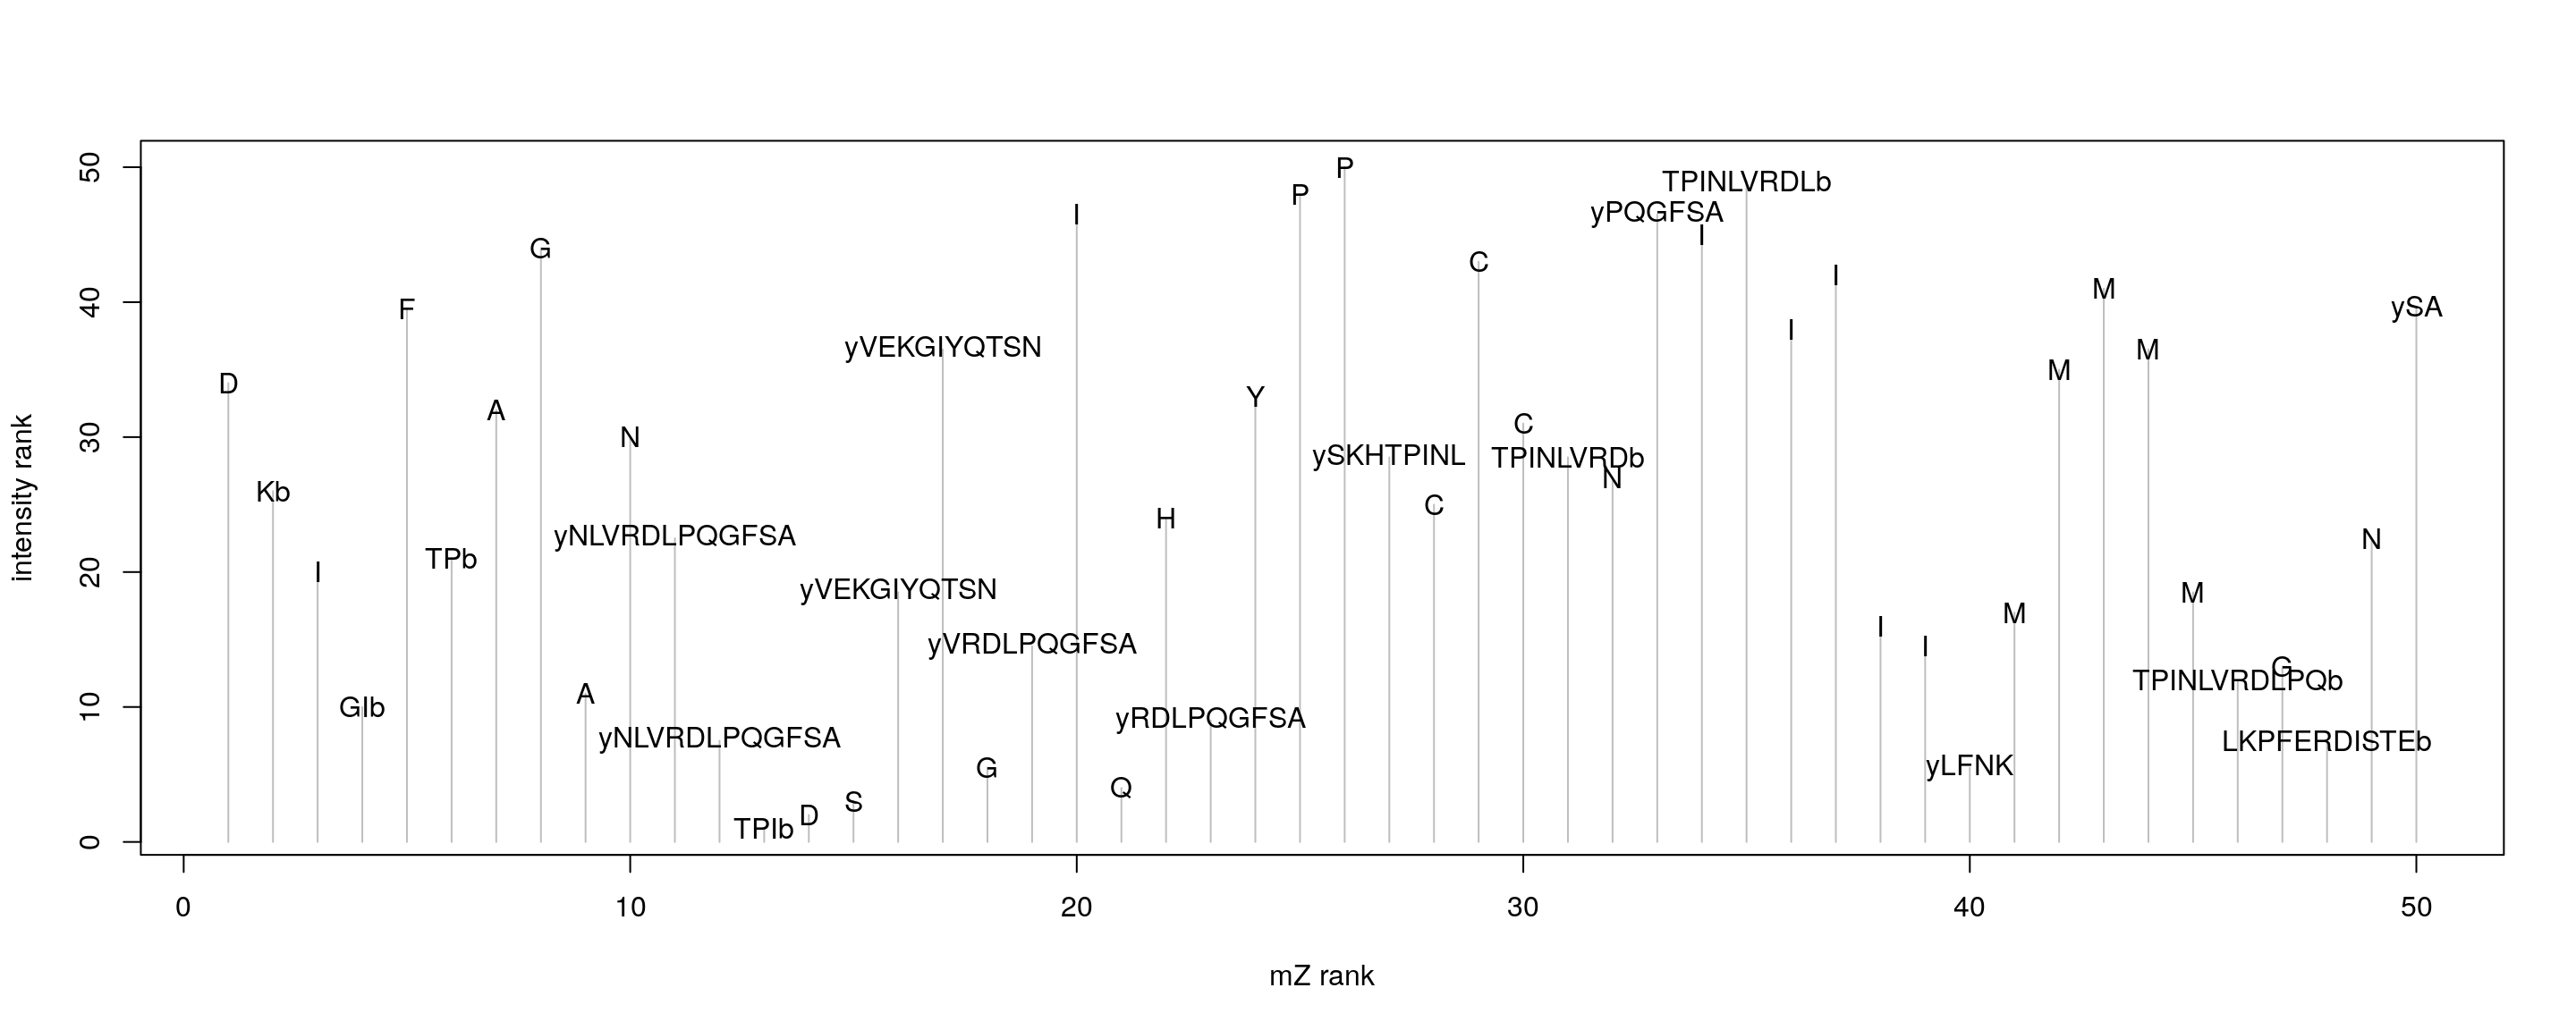 50
P
TPINLVRDLb
P
yPQGFSA
I
I
G
C
I
M
40
F
ySA
I
yVEKGIYQTSN
M
M
D
Y
A
C
30
N
ySKHTPINL
TPINLVRDb
N
Kb
C
H
yNLVRDLPQGFSA
N
TPb
20
I
yVEKGIYQTSN
M
M
I
yVRDLPQGFSA
I
G
TPINLVRDLPQb
A
10
GIb
yRDLPQGFSA
yNLVRDLPQGFSA
LKPFERDISTEb
G
yLFNK
Q
S
D
TPIb
0
intensity rank
0 10 20 30 40 50
mZ rank